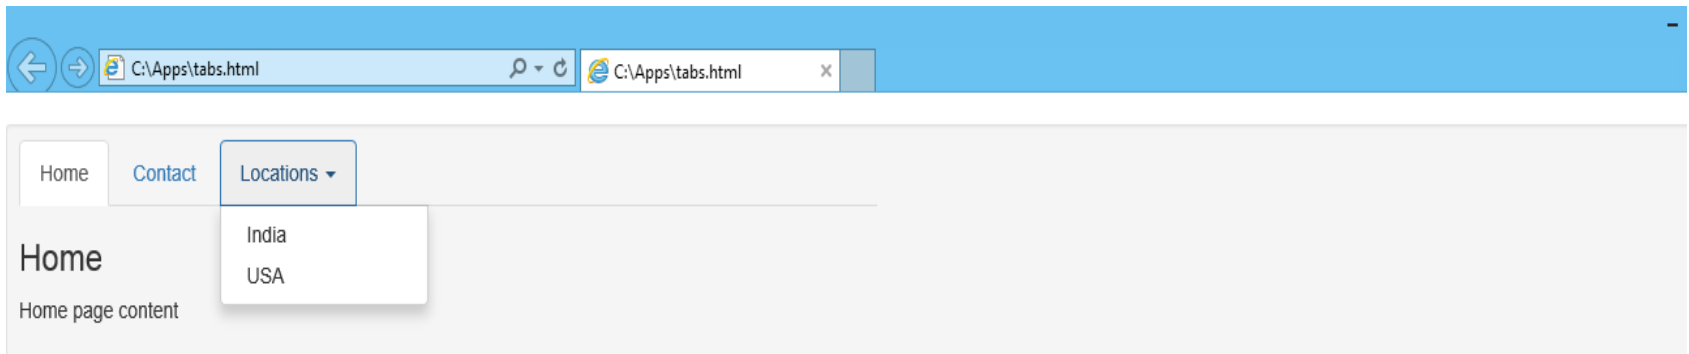 C:\Apps\tabs.html C:\Apps\tabs.html
Home Contact Locations
India
USA
Home
Home page content